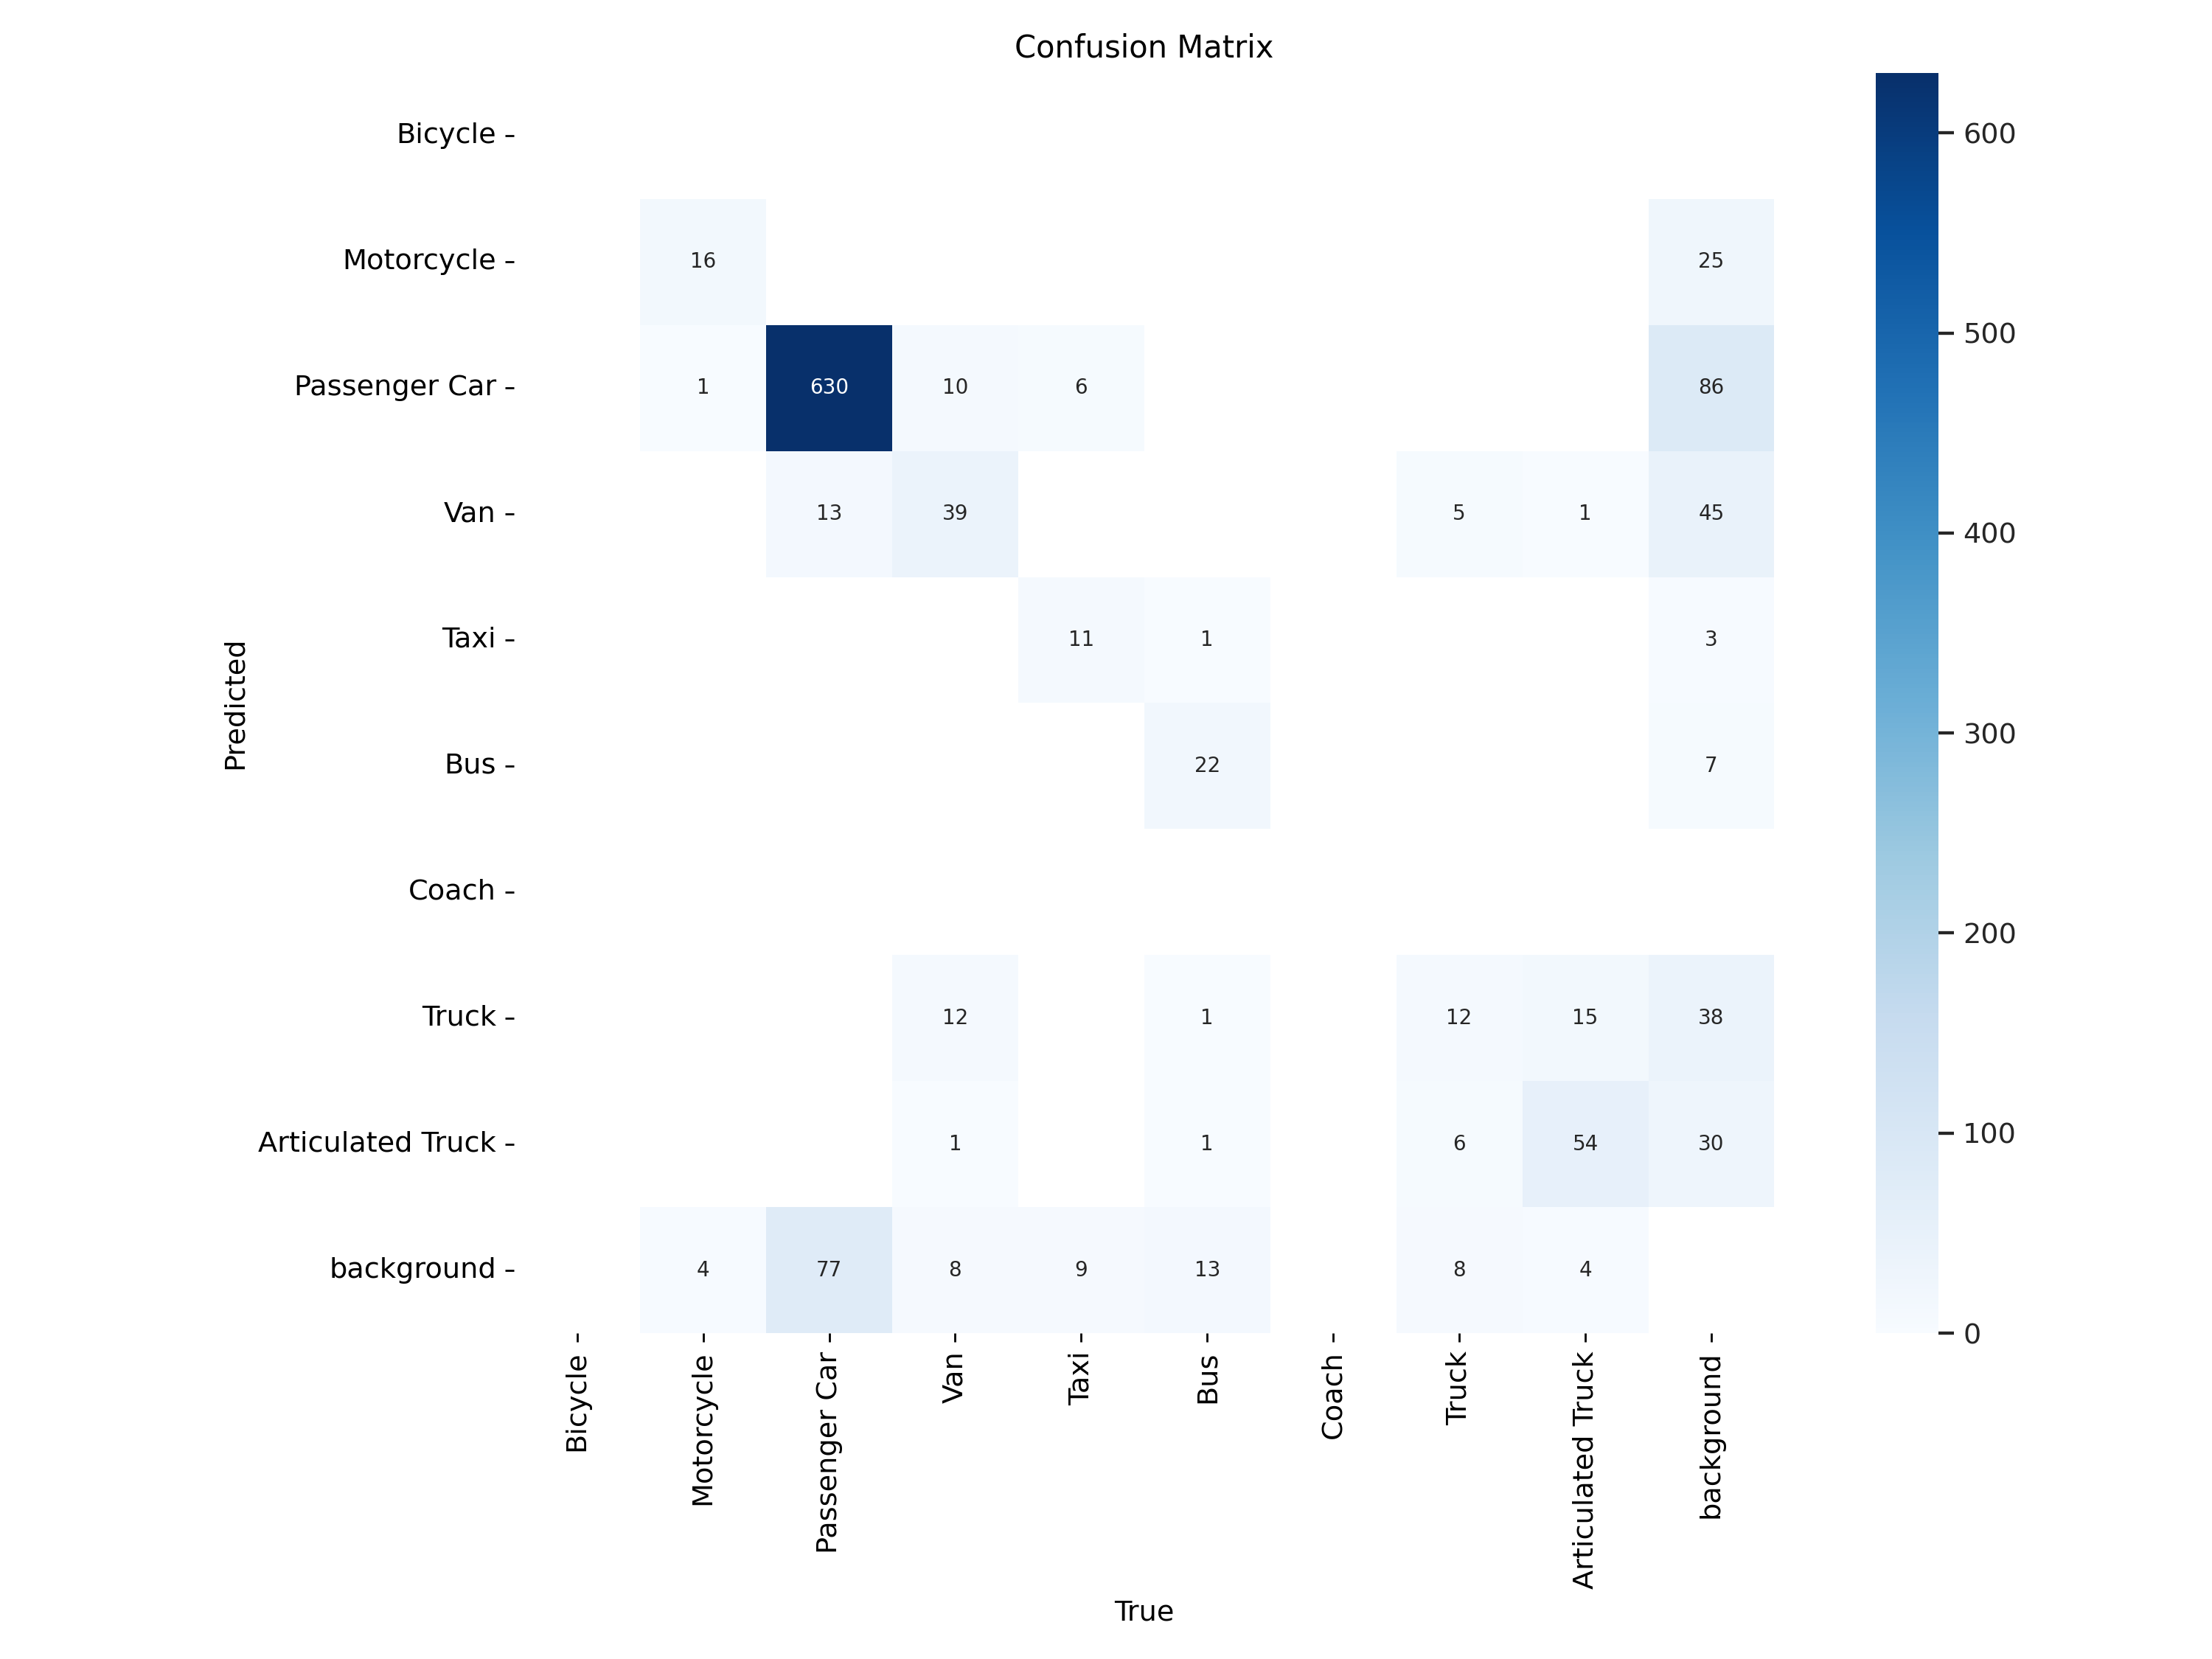 Confusion Matrix
Bicycle
Motorcycle 16 25
Passenger Car 1 630 10 6 86
Van 13 39 5 1 45
Taxi 11 1 3
Bus 22 7
Coach
Truck 12 1 12 15 38
Articulated Truck 1 1 6 54 30
background 4 77 8 9 13 8 4
Predicted
Bicycle
Motorcycle
Passenger Car
Van
Taxi
Bus
Coach
Truck
Articulated Truck
background
True
600
500
400
300
200
100
0